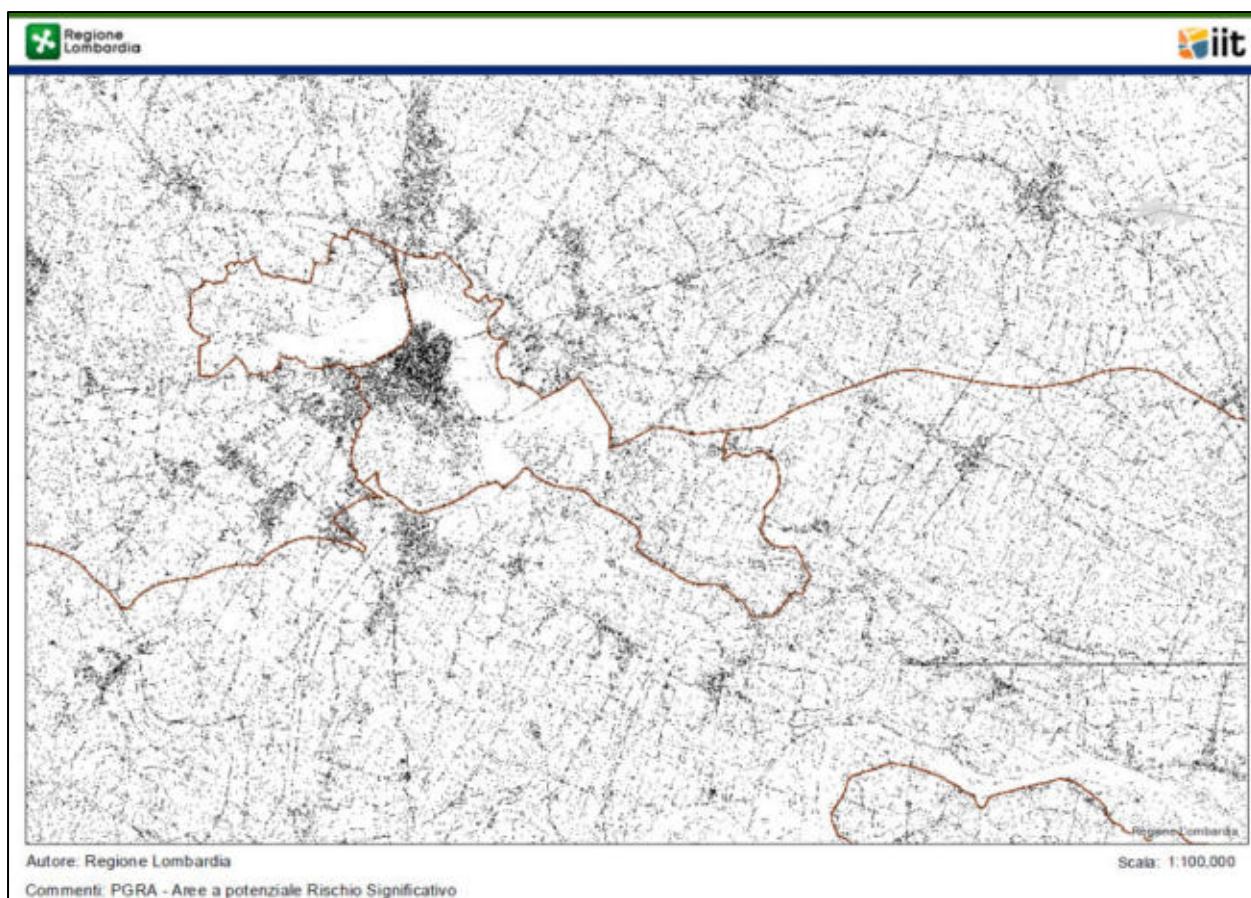 Regione
Lombardia
iit
Regione Lombardia
Autore: Regione Lombardia
Scala: 1:100,000
Commenti: PGRA - Aree a potenziale Rischio Significativo